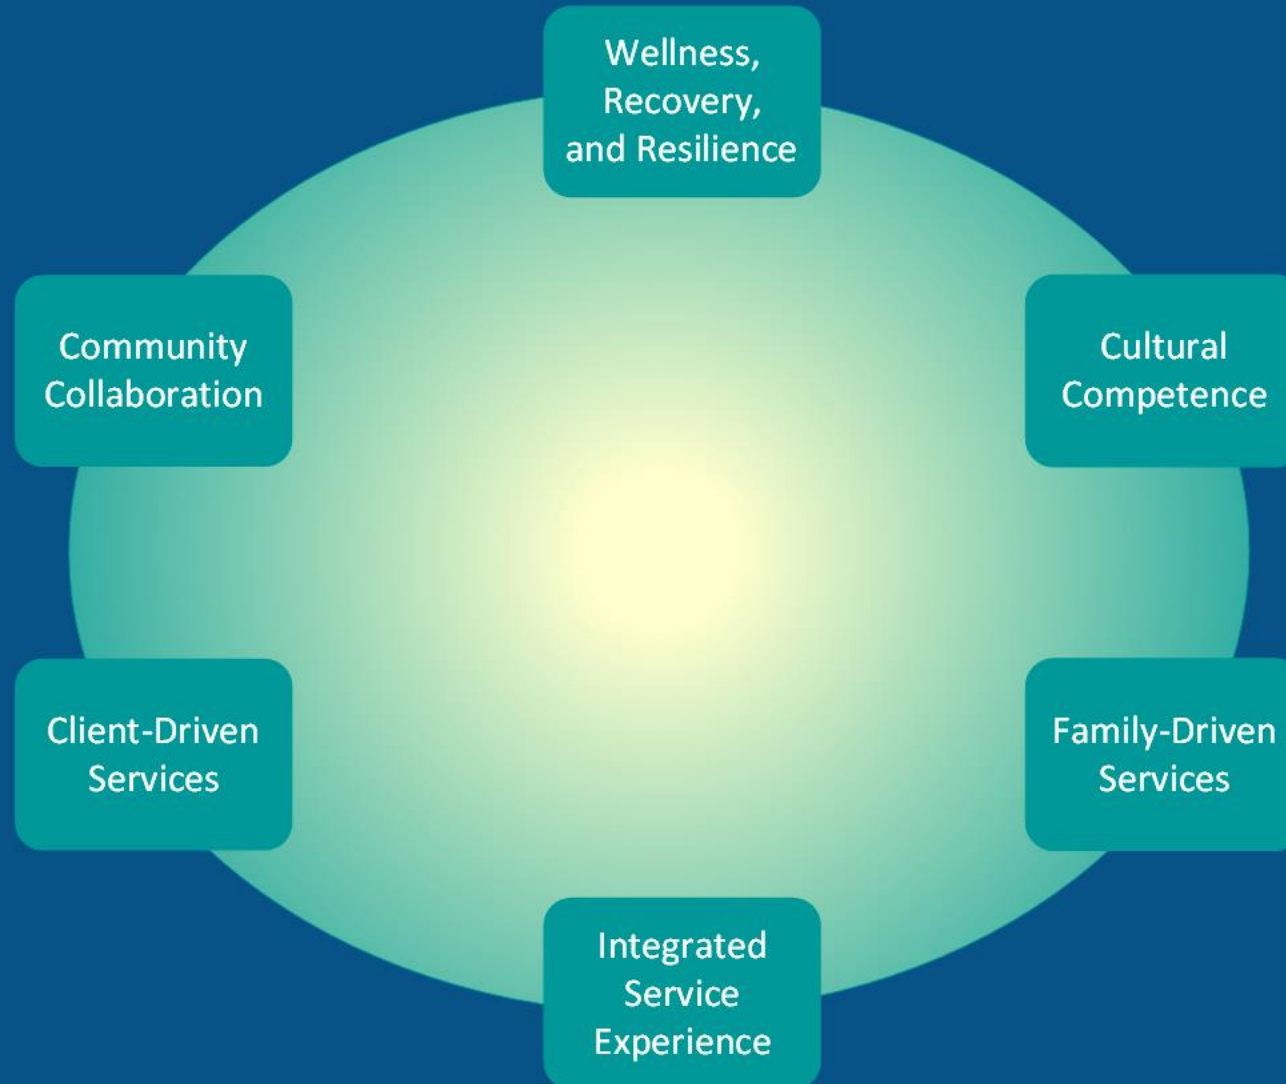 Wellness,
Recovery,
and Resilience
Community
Collaboration
Cultural
Competence
Client-Driven
Services
Family-Driven
Services
Integrated
Service
Experience